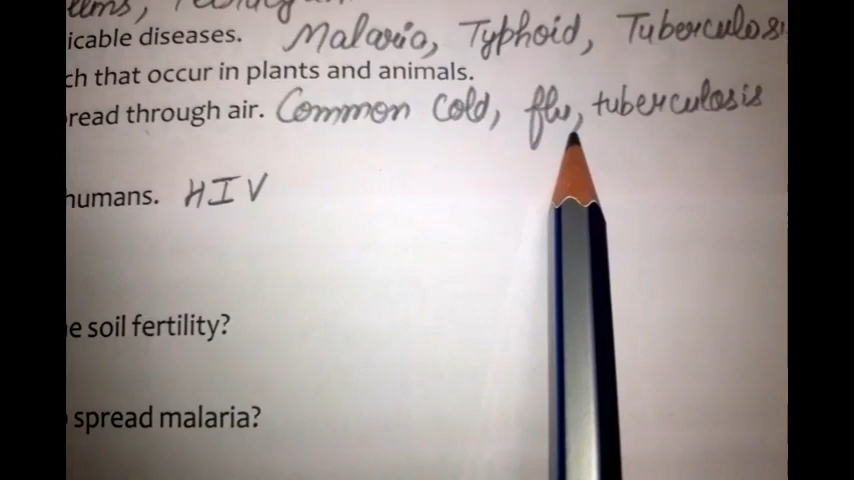 icable diseases. Malaria, Typhoid, Tuberculosi
ch that occur in plants and animals.
read through air. Common Cold, flu, tuberculosis
humans. HIV
e soil fertility?
spread malaria?